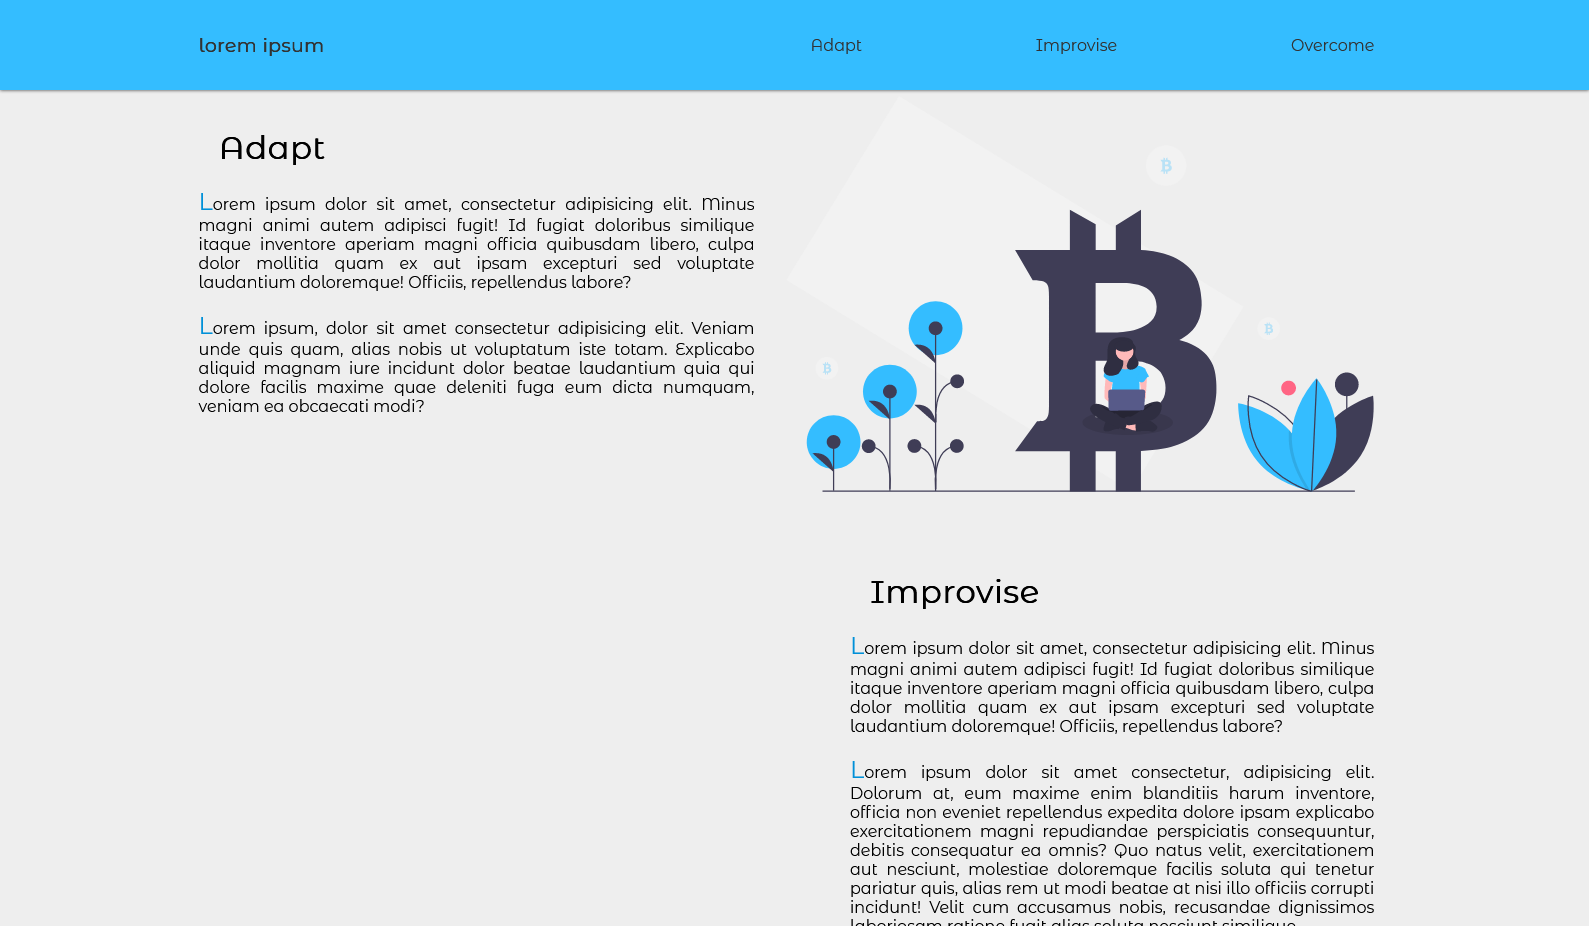 lorem ipsum
Adapt
Improvise
Overcome
Adapt
Lorem ipsum dolor sit amet, consectetur adipisicing elit. Minus
magni animi autem adipisci fugit! Id fugiat doloribus similique
itaque inventore aperiam magni officia quibusdam libero, culpa
dolor mollitia quam ex aut ipsam excepturi sed voluptate
laudantium doloremque! Officiis, repellendus labore?
Lorem ipsum, dolor sit amet consectetur adipisicing elit. Veniam
unde quis quam, alias nobis ut voluptatum iste totam. Explicabo
aliquid magnam iure incidunt dolor beatae laudantium quia qui
dolore facilis maxime quae deleniti fuga eum dicta numquam,
veniam ea obcaecati modi?
Improvise
Lorem ipsum dolor sit amet, consectetur adipisicing elit. Minus
magni animi autem adipisci fugit! Id fugiat doloribus similique
itaque inventore aperiam magni officia quibusdam libero, culpa
dolor mollitia quam ex aut ipsam excepturi sed voluptate
laudantium doloremque! Officiis, repellendus labore?
Lorem ipsum dolor sit amet consectetur, adipisicing elit.
Dolorum at, eum maxime enim blanditiis harum inventore,
officia non eveniet repellendus expedita dolore ipsam explicabo
exercitationem magni repudiandae perspiciatis consequuntur,
debitis consequatur ea omnis? Quo natus velit, exercitationem
aut nesciunt, molestiae doloremque facilis soluta qui tenetur
pariatur quis, alias rem ut modi beatae at nisi illo officiis corrupti
incidunt! Velit cum accusamus nobis, recusandae dignissimos
laboriosam ratione fugit alias soluta nesciunt similique